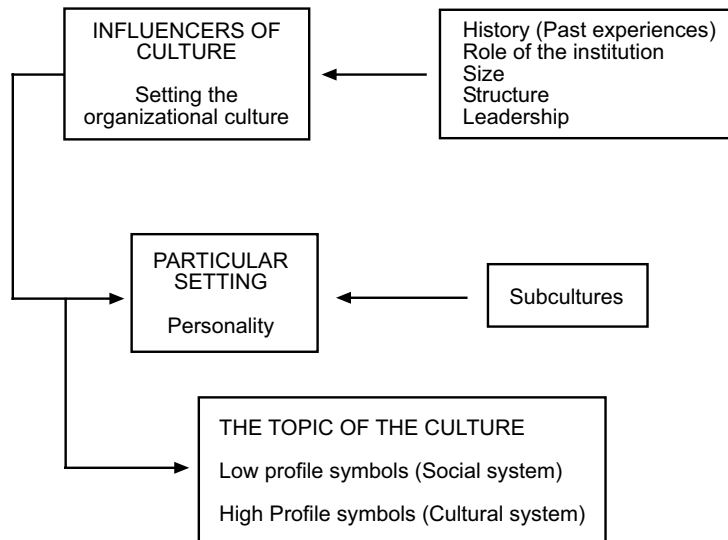 INFLUENCERS OF
CULTURE
Setting the
organizational culture
History (Past experiences)
Role of the institution
Size
Structure
Leadership
PARTICULAR
SETTING
Personality
Subcultures
THE TOPIC OF THE CULTURE
Low profile symbols (Social system)
High Profile symbols (Cultural system)